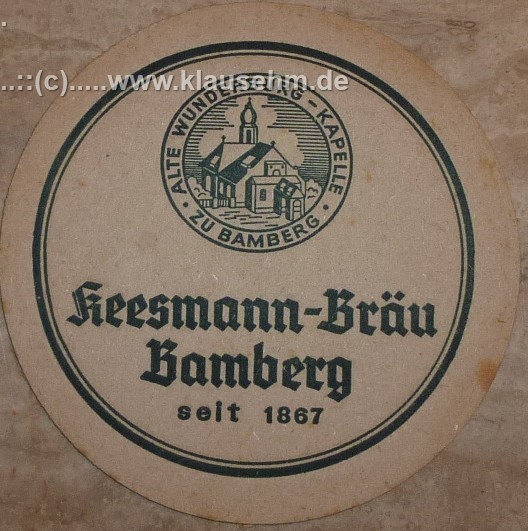 ...::(c).....www.klausehm.de
ALTE WUNDERBURG - KAPELLE
· ZU BAMBERG ·
Keesmann-Bräu
Bamberg
seit 1867